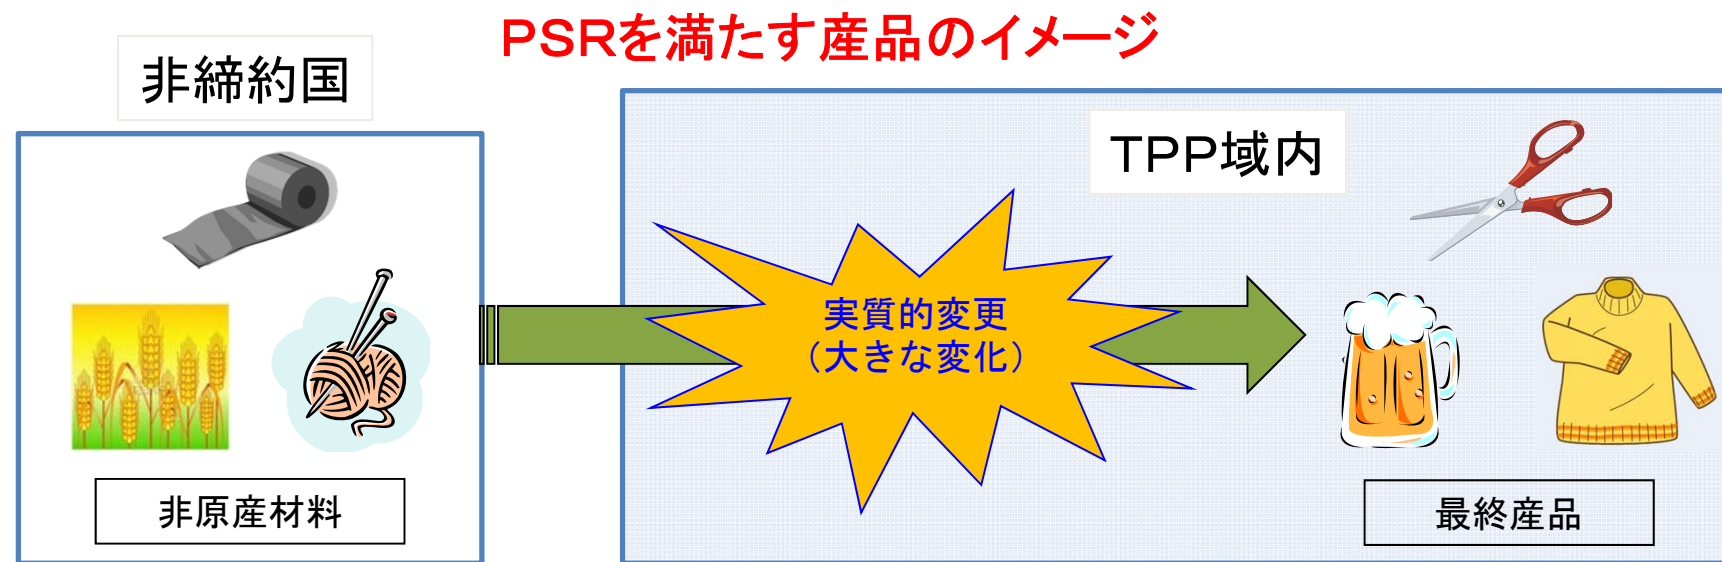 PSRを満たす産品のイメージ
非締約国
TPP域内
実質的変更
(大きな変化)
非原産材料
最終産品